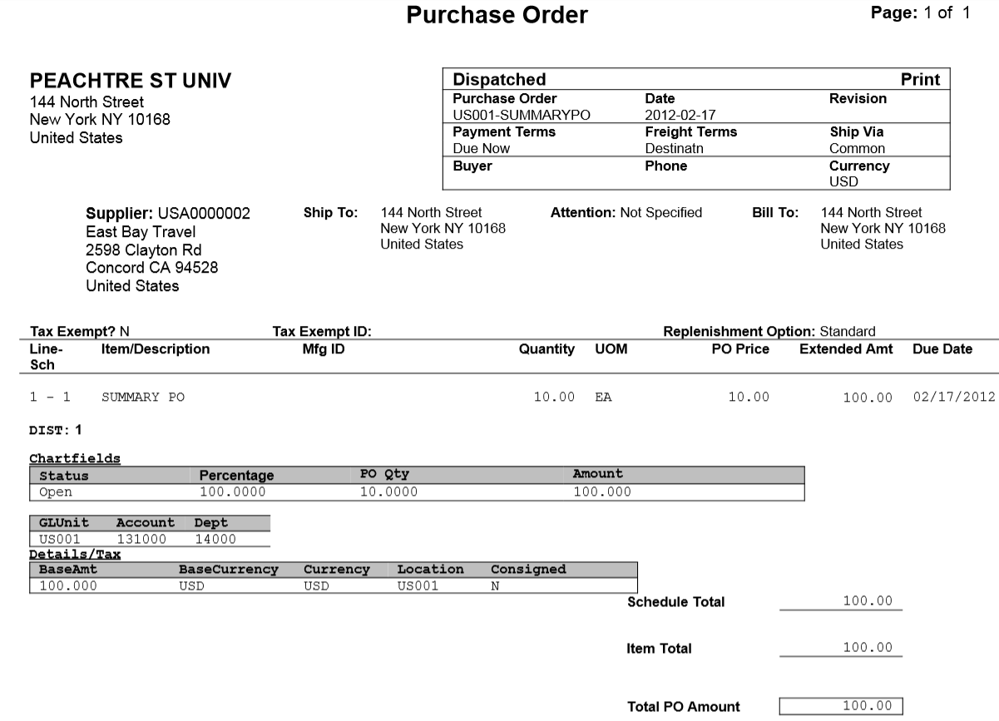 Purchase Order
Page: 1 of 1
PEACHTRE ST UNIV
144 North Street
New York NY 10168
United States
Dispatched Print
Purchase Order Date Revision
US001-SUMMARYPO 2012-02-17
Payment Terms Freight Terms Ship Via
Due Now Destinatn Common
Buyer Phone Currency
USD
Supplier: USA0000002
East Bay Travel
2598 Clayton Rd
Concord CA 94528
United States
Ship To: 144 North Street
New York NY 10168
United States
Attention: Not Specified
Bill To: 144 North Street
New York NY 10168
United States
Tax Exempt? N Tax Exempt ID: Replenishment Option: Standard
Line- Item/Description Mfg ID Quantity UOM PO Price Extended Amt Due Date
Sch
1 - 1 SUMMARY PO 10.00 EA 10.00 100.00 02/17/2012
DIST: 1
Chartfields
Status Percentage PO Qty Amount
Open 100.0000 10.0000 100.000
GLUnit Account Dept
US001 131000 14000
Details/Tax
BaseAmt BaseCurrency Currency Location Consigned
100.000 USD USD US001 N
Schedule Total 100.00
Item Total 100.00
Total PO Amount 100.00